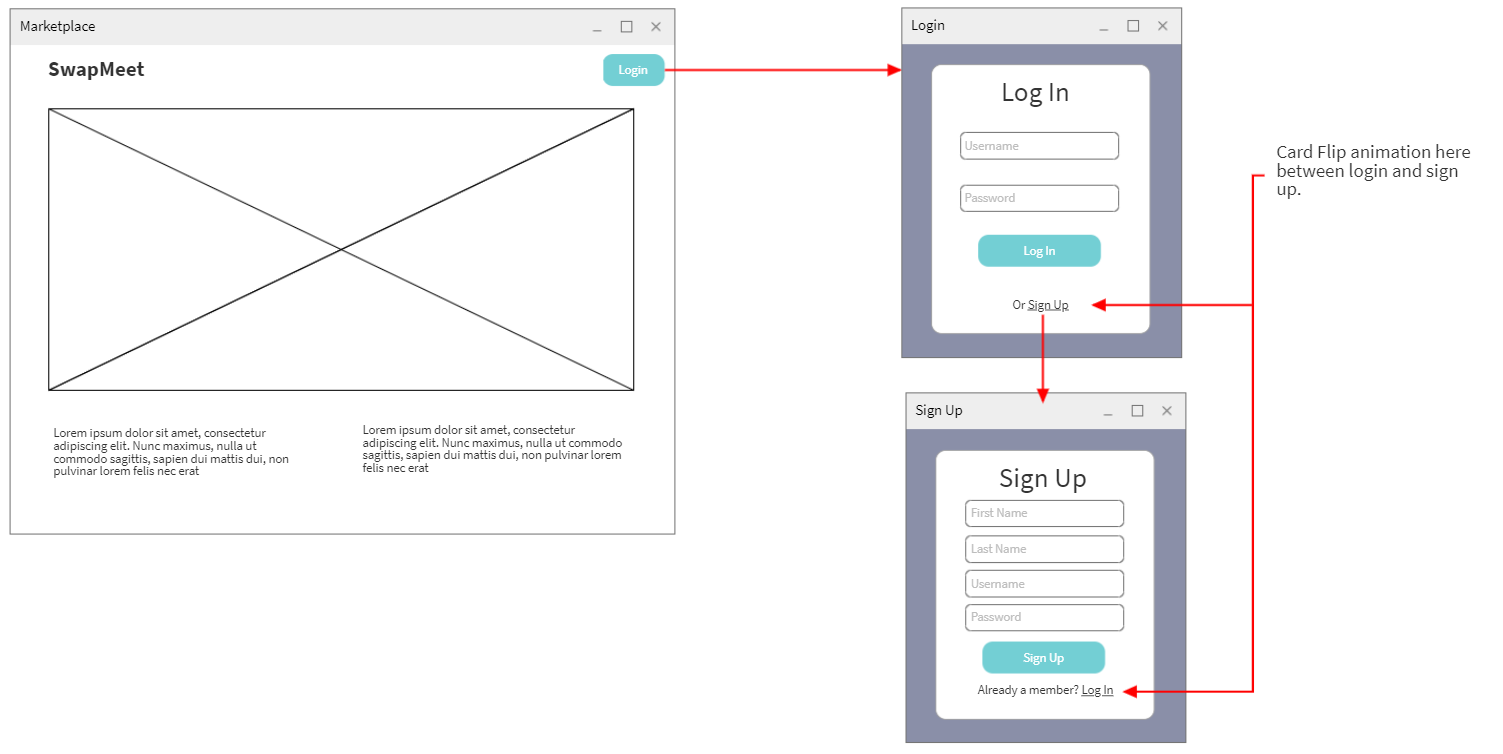 Marketplace
SwapMeet
Login
Lorem ipsum dolor sit amet, consectetur
adipiscing elit. Nunc maximus, nulla ut
commodo sagittis, sapien dui mattis dui, non
pulvinar lorem felis nec erat
Lorem ipsum dolor sit amet, consectetur
adipiscing elit. Nunc maximus, nulla ut commodo
sagittis, sapien dui mattis dui, non pulvinar lorem
felis nec erat
Login
Log In
Username
Password
Log In
Or Sign Up
Card Flip animation here
between login and sign
up.
Sign Up
Sign Up
First Name
Last Name
Username
Password
Sign Up
Already a member? Log In